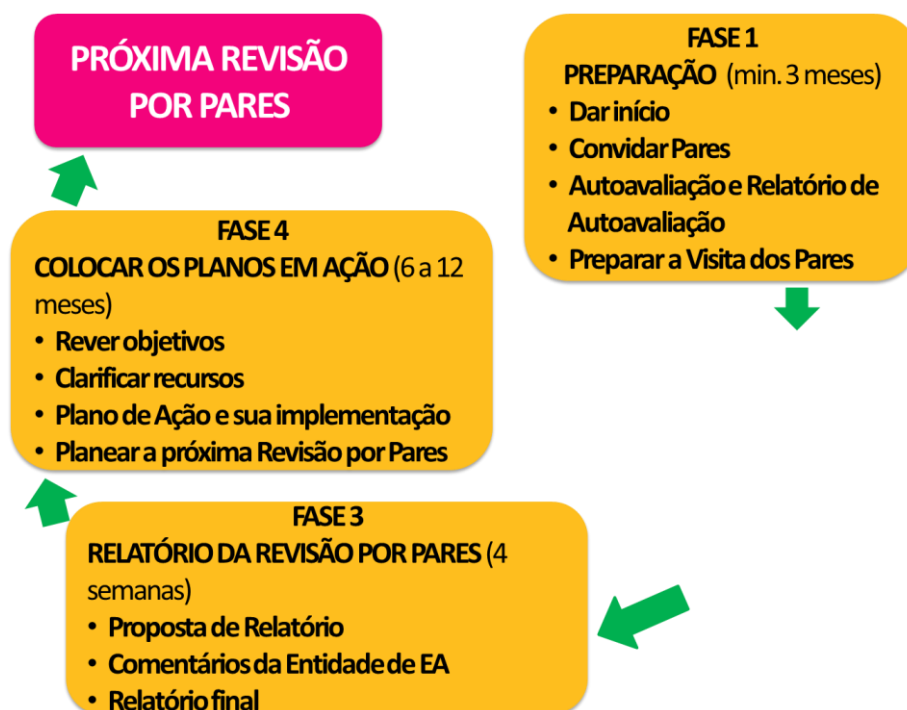 PRÓXIMA REVISÃO
POR PARES
FASE 1
PREPARAÇÃO (min. 3 meses)
• Dar início
• Convidar Pares
• Autoavaliação e Relatório de
Autoavaliação
• Preparar a Visita dos Pares
FASE 4
COLOCAR OS PLANOS EM AÇÃO (6 a 12
meses)
• Rever objetivos
• Clarificar recursos
• Plano de Ação e sua implementação
• Planear a próxima Revisão por Pares
FASE 3
RELATÓRIO DA REVISÃO POR PARES (4
semanas)
• Proposta de Relatório
• Comentários da Entidade de EA
• Relatório final